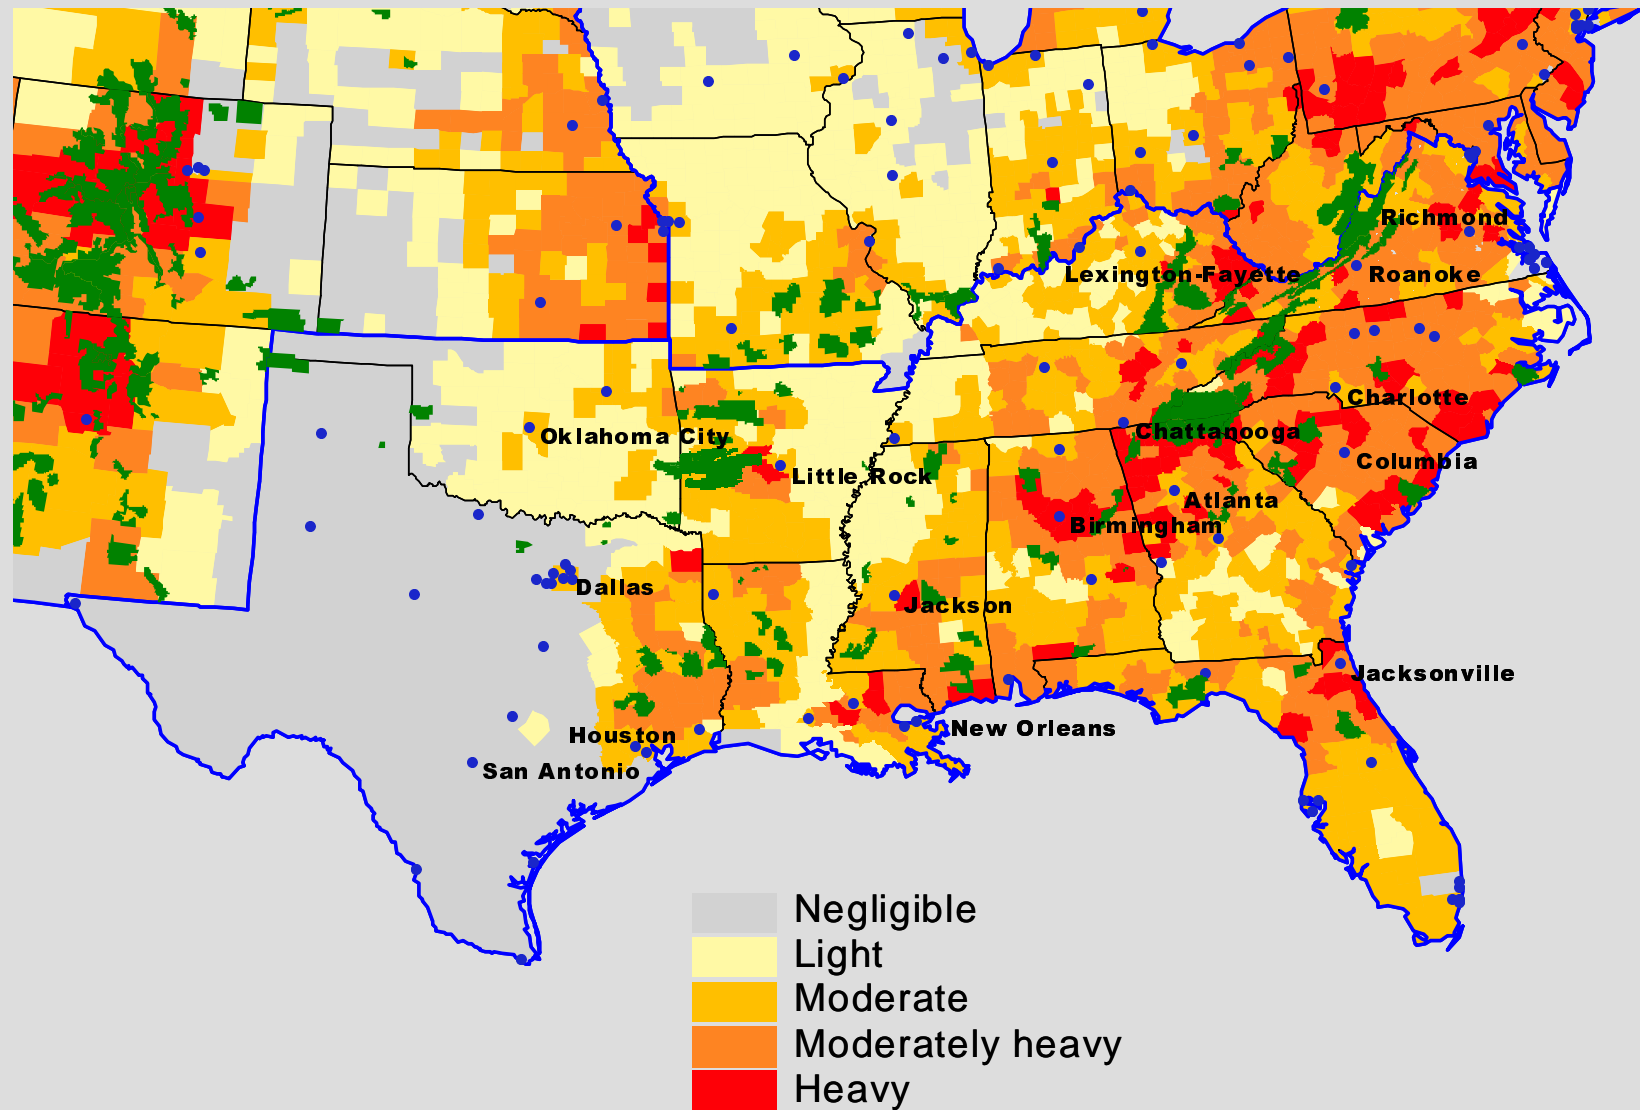 Richmond
Lexington-Fayette
Roanoke
Charlotte
Chattanooga
Oklahoma City
Columbia
Little Rock
Atlanta
Birmingham
Dallas
Jackson
Jacksonville
New Orleans
Houston
San Antonio
Negligible
Light
Moderate
Moderately heavy
Heavy